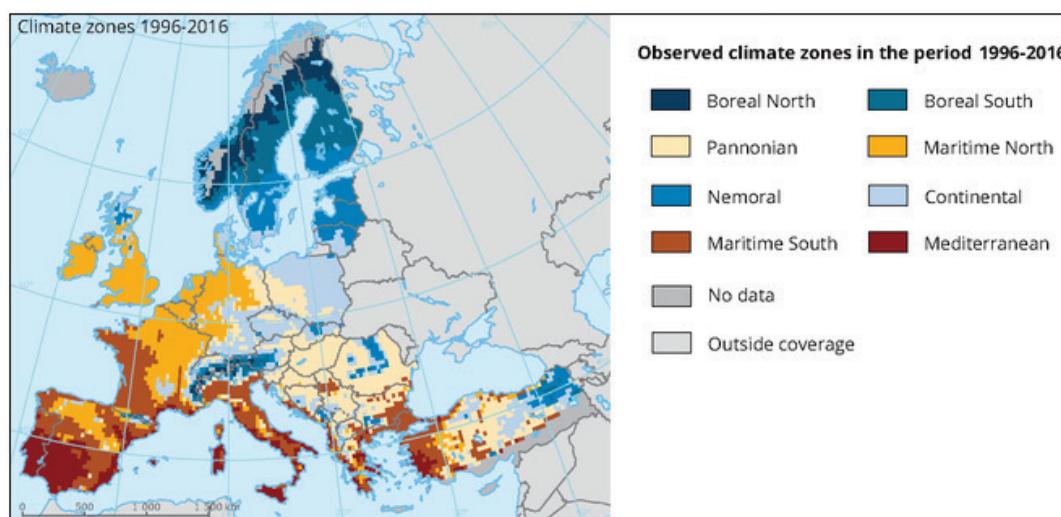 Climate zones 1996-2016
0 500 1 000 1 500 km
Observed climate zones in the period 1996-2016
Boreal North
Boreal South
Pannonian
Maritime North
Nemoral
Continental
Maritime South
Mediterranean
No data
Outside coverage